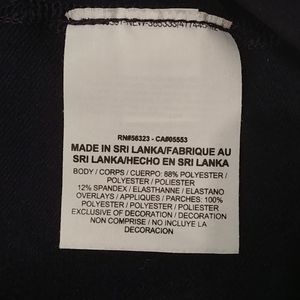 RN#56323 - CA#05553
MADE IN SRI LANKA/FABRIQUE AU
SRI LANKA/HECHO EN SRI LANKA
BODY / CORPS / CUERPO: 88% POLYESTER /
POLYESTER / POLIESTER
12% SPANDEX / ELASTHANNE / ELASTANO
OVERLAYS / APPLIQUES / PARCHES: 100%
POLYESTER / POLYESTER / POLIESTER
EXCLUSIVE OF DECORATION / DECORATION
NON COMPRISE / NO INCLUYE LA
DECORACION